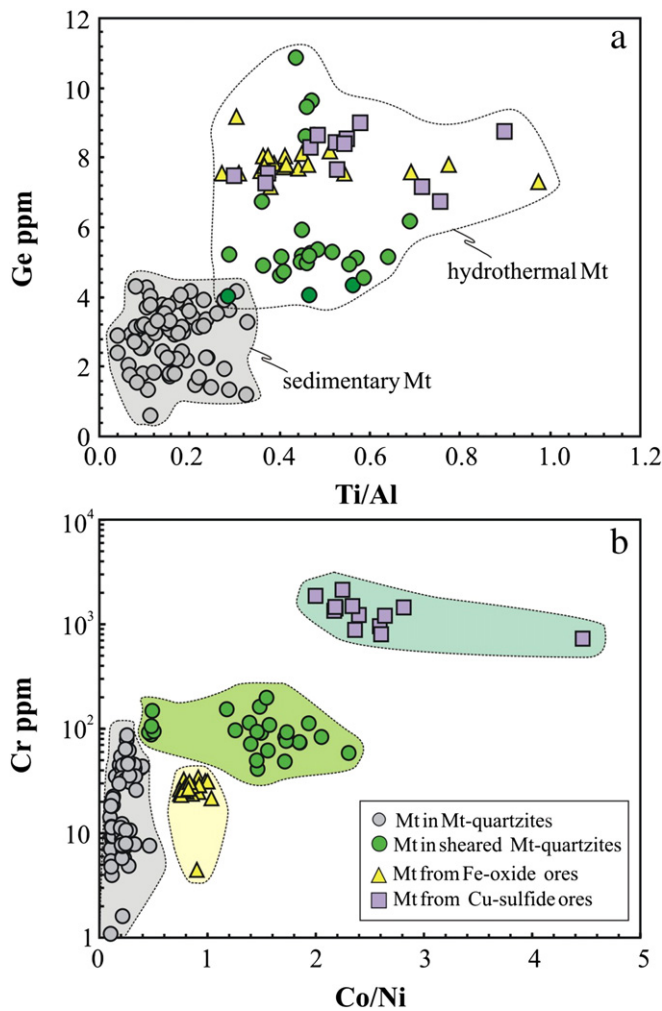 a
Ge ppm
12
10
8
6
4
2
0
hydrothermal Mt
sedimentary Mt
0.0 0.2 0.4 0.6 0.8 1.0 1.2
Ti/Al
b
Cr ppm
10⁴
10³
10²
10
1
Mt in Mt-quartzites
Mt in sheared Mt-quartzites
Mt from Fe-oxide ores
Mt from Cu-sulfide ores
0 1 2 3 4 5
Co/Ni